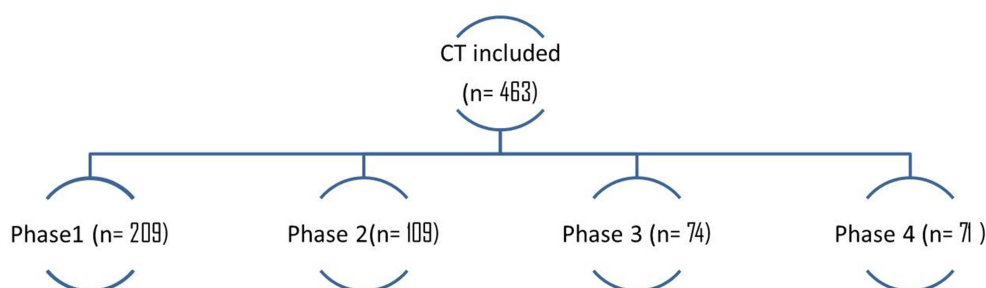 CT included
(n= 463)
Phase1 (n= 209)
Phase 2(n= 109)
Phase 3 (n= 74)
Phase 4 (n= 71 )